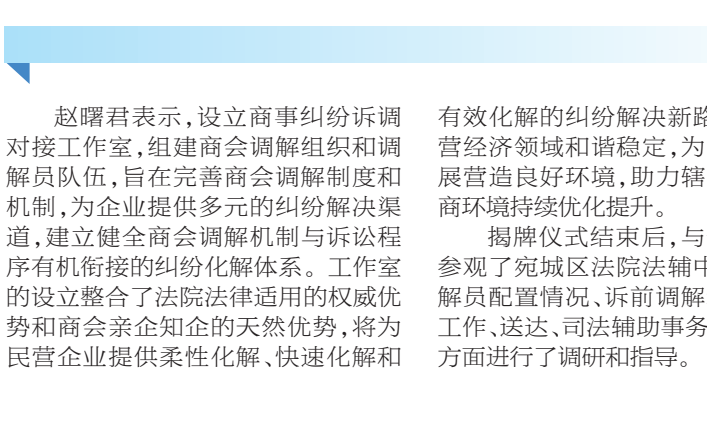 赵曙君表示,设立商事纠纷诉调
对接工作室,组建商会调解组织和调
解员队伍,旨在完善商会调解制度和
机制,为企业提供多元的纠纷解决渠
道,建立健全商会调解机制与诉讼程
序有机衔接的纠纷化解体系。工作室
的设立整合了法院法律适用的权威优
势和商会亲企知企的天然优势,将为
民营企业提供柔性化解、快速化解和
有效化解的纠纷解决新路
营经济领域和谐稳定,为
展营造良好环境,助力辖
商环境持续优化提升。
揭牌仪式结束后,与
参观了宛城区法院法辅中
解员配置情况、诉前调解
工作、送达、司法辅助事务
方面进行了调研和指导。